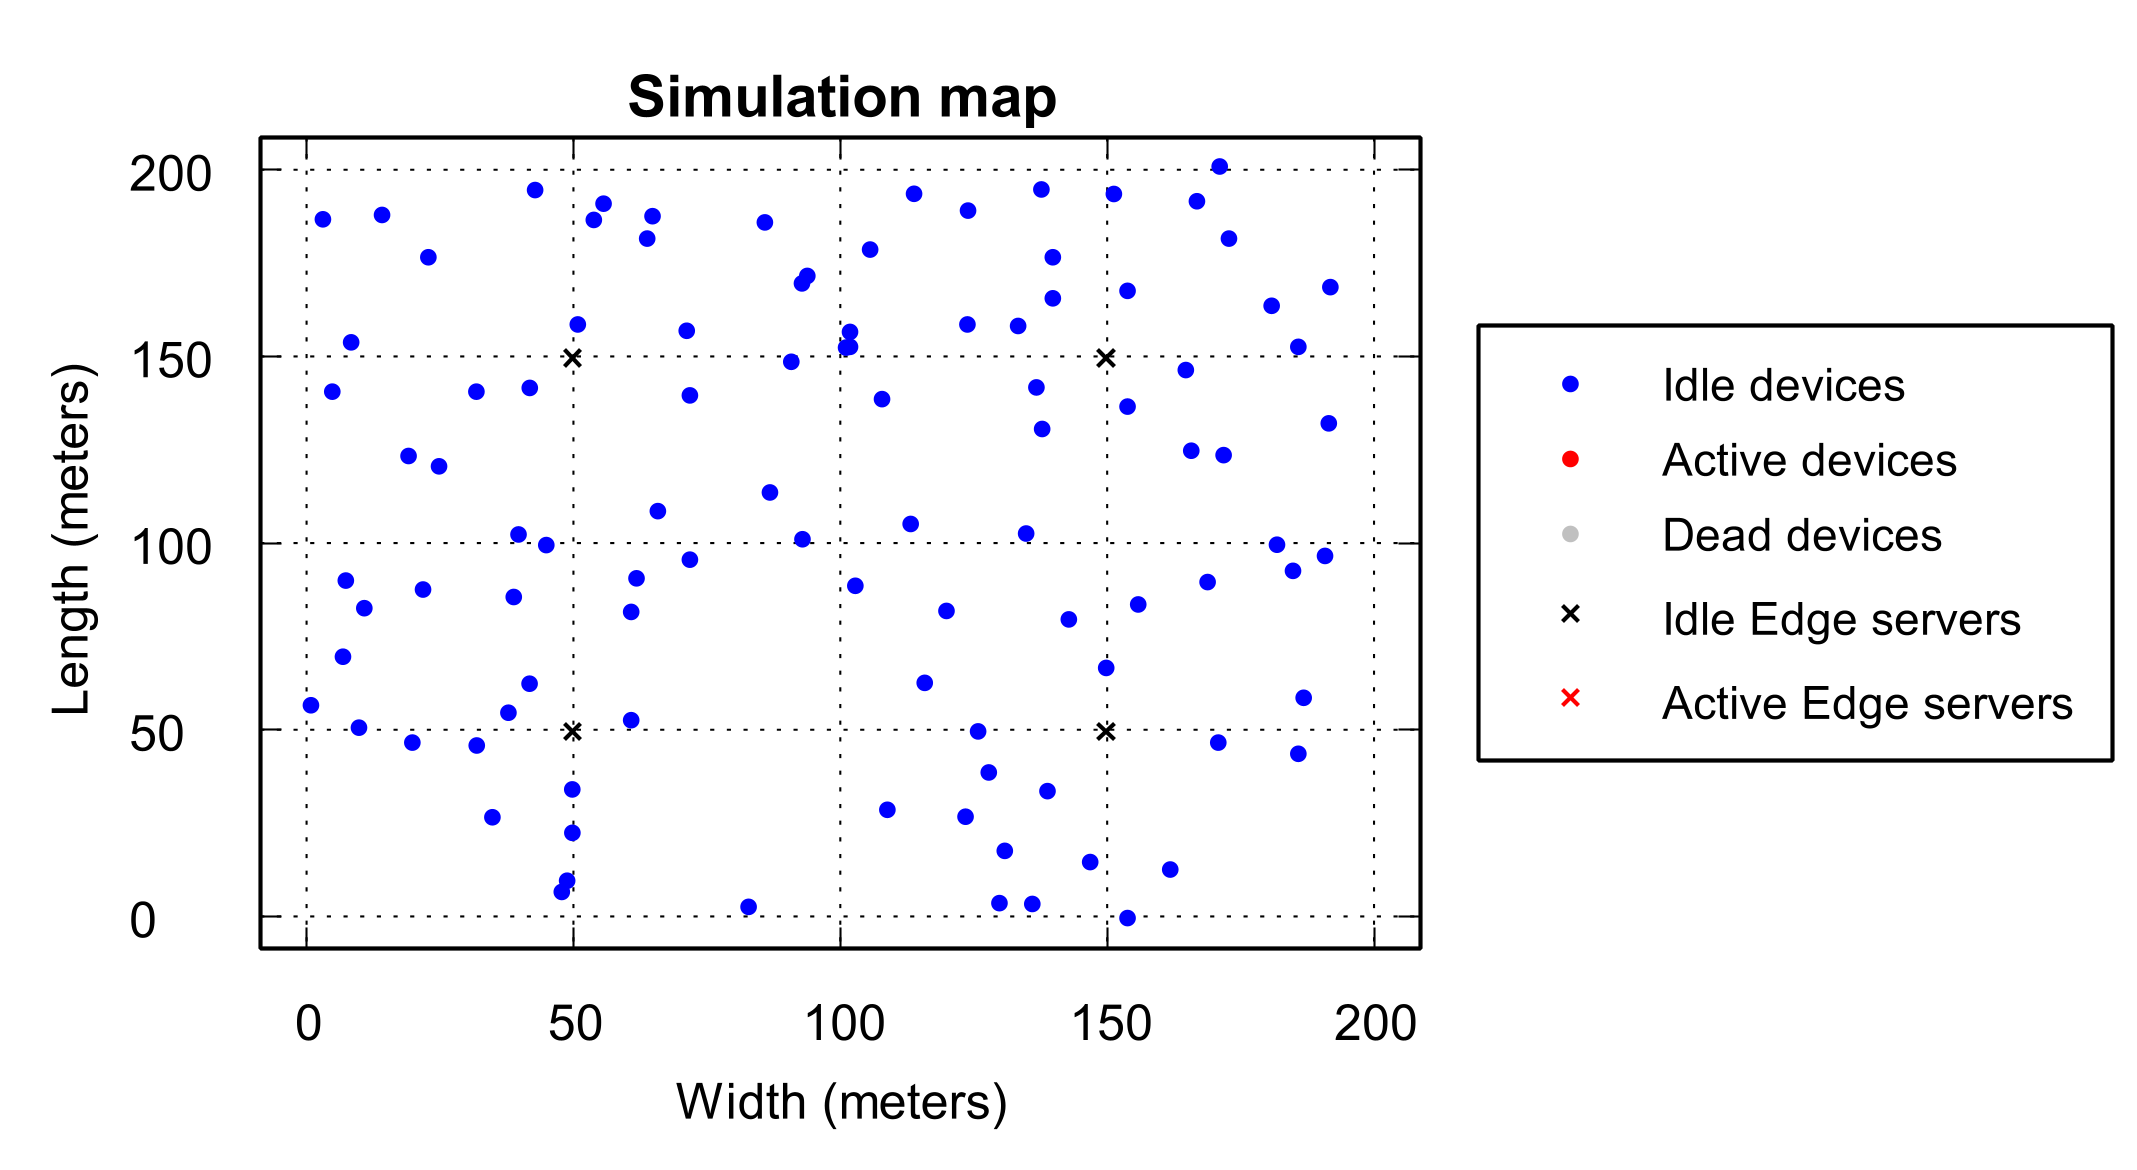 Simulation map
200
150
100
50
0
Length (meters)
0 50 100 150 200
Width (meters)
Idle devices
Active devices
Dead devices
Idle Edge servers
Active Edge servers